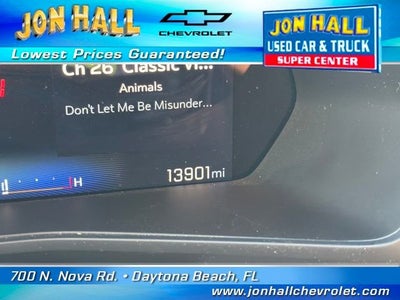 JON HALL
CHEVROLET
Lowest Prices Guaranteed!
JON HALL
USED CAR & TRUCK
SUPER CENTER
Ch 26 Classic Vi...
Animals
Don't Let Me Be Misunder...
13901mi
H
700 N. Nova Rd. • Daytona Beach, FL
www.jonhallchevrolet.com